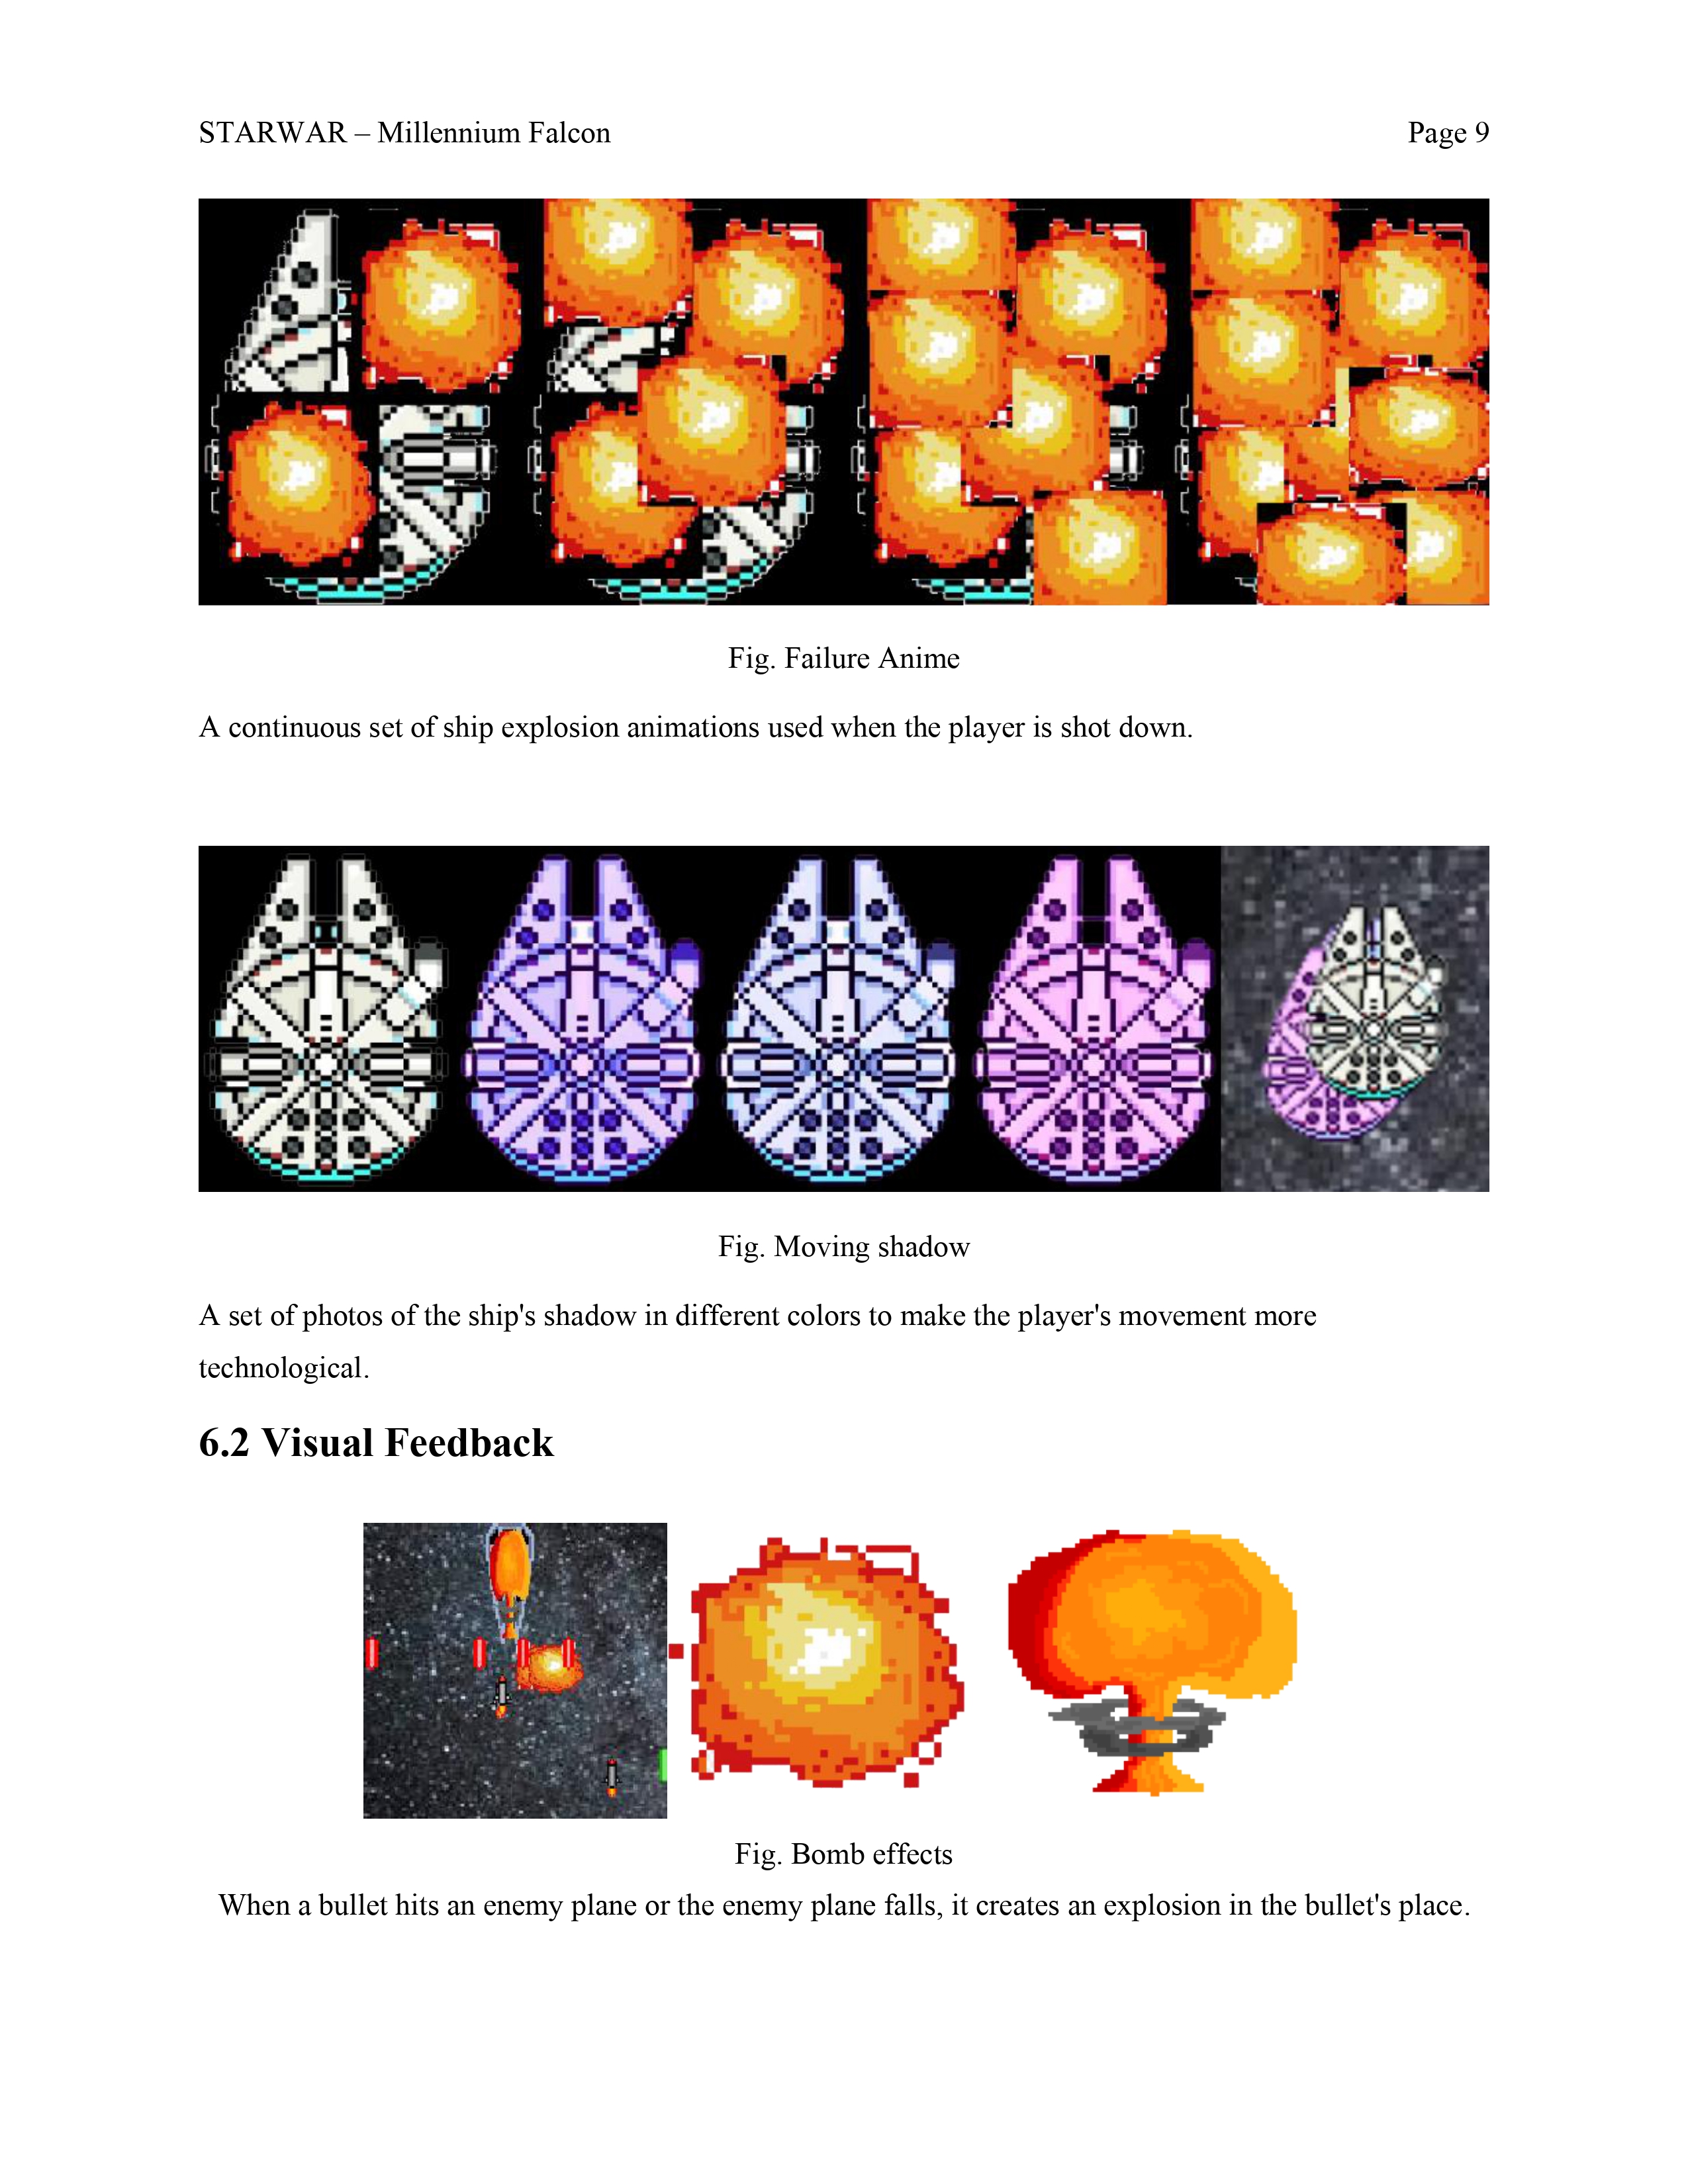 STARWAR – Millennium Falcon Page 9
Fig. Failure Anime
A continuous set of ship explosion animations used when the player is shot down.
Fig. Moving shadow
A set of photos of the ship's shadow in different colors to make the player's movement more
technological.
6.2 Visual Feedback
Fig. Bomb effects
When a bullet hits an enemy plane or the enemy plane falls, it creates an explosion in the bullet's place.